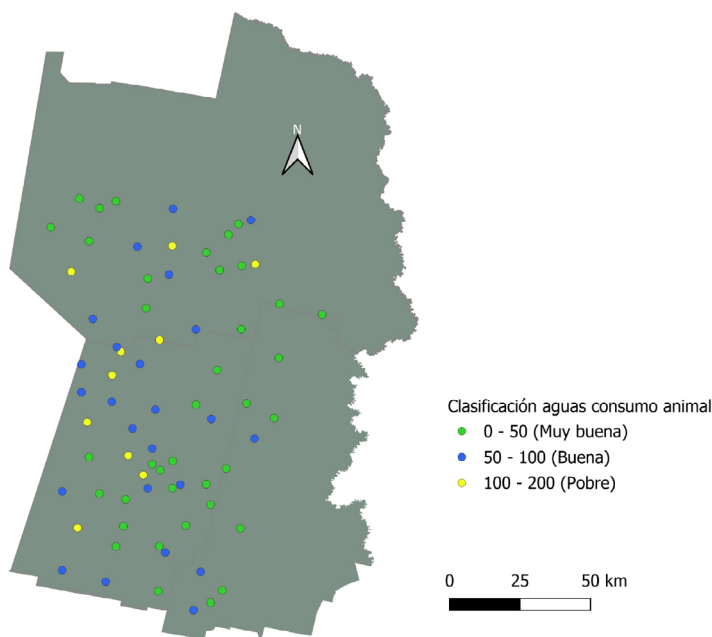 N
Clasificación aguas consumo animal
0 - 50 (Muy buena)
50 - 100 (Buena)
100 - 200 (Pobre)
0 25 50 km